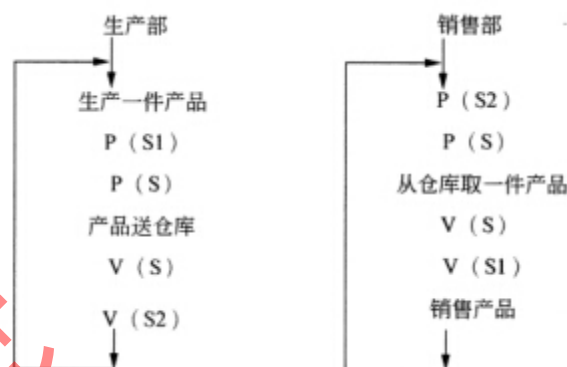 生产部
生产一件产品
P（S1）
P（S）
产品送仓库
V（S）
V（S2）
销售部
P（S2）
P（S）
从仓库取一件产品
V（S）
V（S1）
销售产品